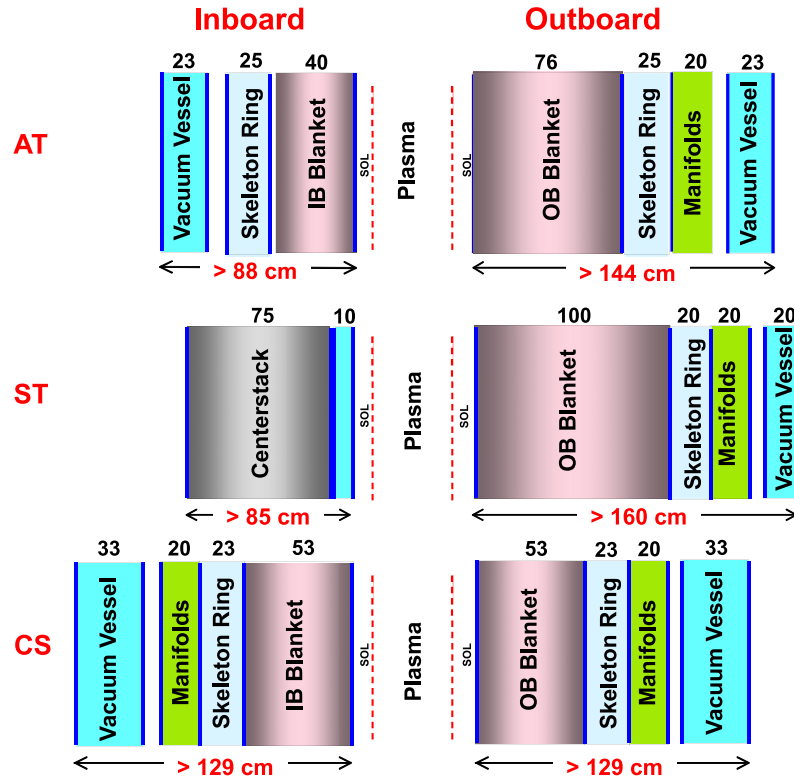 Inboard
Outboard
AT
23
25
40
Vacuum Vessel
Skeleton Ring
IB Blanket
SOL
Plasma
> 88 cm
76
25
20
23
SOL
OB Blanket
Skeleton Ring
Manifolds
Vacuum Vessel
> 144 cm
ST
75
10
Centerstack
SOL
Plasma
> 85 cm
100
20
20
20
SOL
OB Blanket
Skeleton Ring
Manifolds
Vacuum Vessel
> 160 cm
CS
33
20
23
53
Vacuum Vessel
Manifolds
Skeleton Ring
IB Blanket
SOL
Plasma
> 129 cm
53
23
20
33
SOL
OB Blanket
Skeleton Ring
Manifolds
Vacuum Vessel
> 129 cm